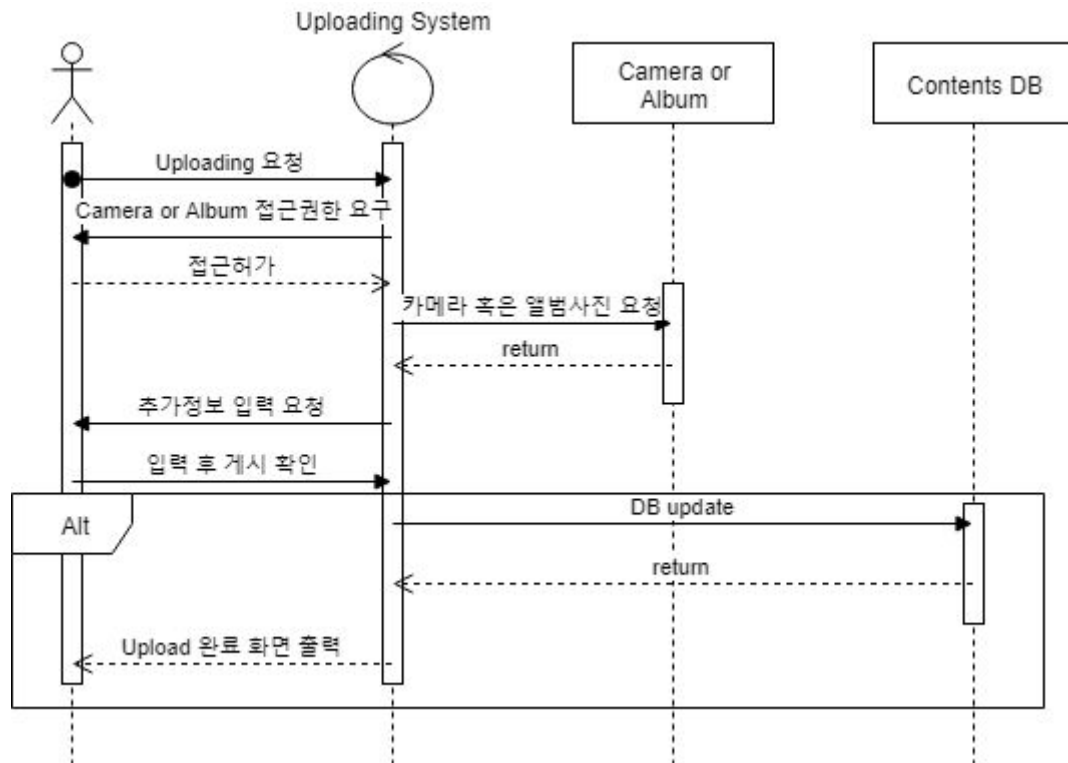 Uploading System
Camera or
Album
Contents DB
Uploading 요청
Camera or Album 접근권한 요구
접근허가
카메라 혹은 앨범사진 요청
return
추가정보 입력 요청
입력 후 게시 확인
Alt
DB update
return
Upload 완료 화면 출력